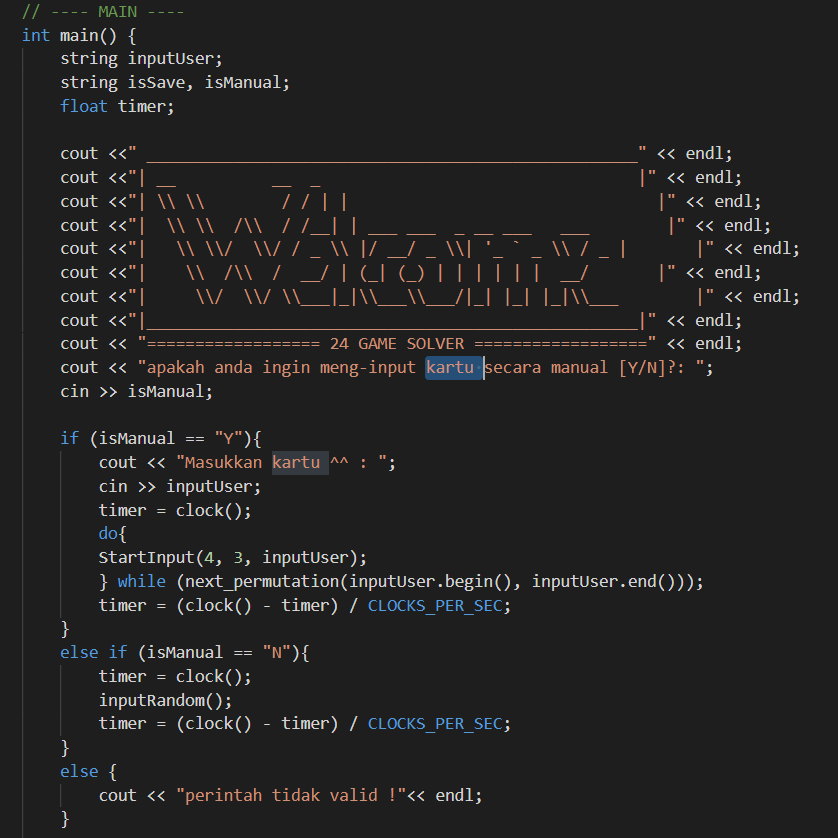 // ---- MAIN ----
int main() {
    string inputUser;
    string isSave, isManual;
    float timer;

    cout <<" ___________________________________________________" << endl;
    cout <<"| __          __  _                                 |" << endl;
    cout <<"| \\ \\        / / | |                                |" << endl;
    cout <<"|  \\ \\  /\\  / /__| | ___ ___  _ __ ___   ___        |" << endl;
    cout <<"|   \\ \\/  \\/ / _ \\ |/ __/ _ \\| '_ ` _ \\ / _ |       |" << endl;
    cout <<"|    \\  /\\  /  __/ | (_| (_) | | | | | |  __/       |" << endl;
    cout <<"|     \\/  \\/ \\___|_|\\___\\___/|_| |_| |_|\\___        |" << endl;
    cout <<"|___________________________________________________|" << endl;
    cout << "================== 24 GAME SOLVER ==================" << endl;
    cout << "apakah anda ingin meng-input kartu secara manual [Y/N]?: ";
    cin >> isManual;

    if (isManual == "Y"){
        cout << "Masukkan kartu ^^ : ";
        cin >> inputUser;
        timer = clock();
        do{
        StartInput(4, 3, inputUser);
        } while (next_permutation(inputUser.begin(), inputUser.end()));
        timer = (clock() - timer) / CLOCKS_PER_SEC;
    }
    else if (isManual == "N"){
        timer = clock();
        inputRandom();
        timer = (clock() - timer) / CLOCKS_PER_SEC;
    }
    else {
        cout << "perintah tidak valid !"<< endl;
    }